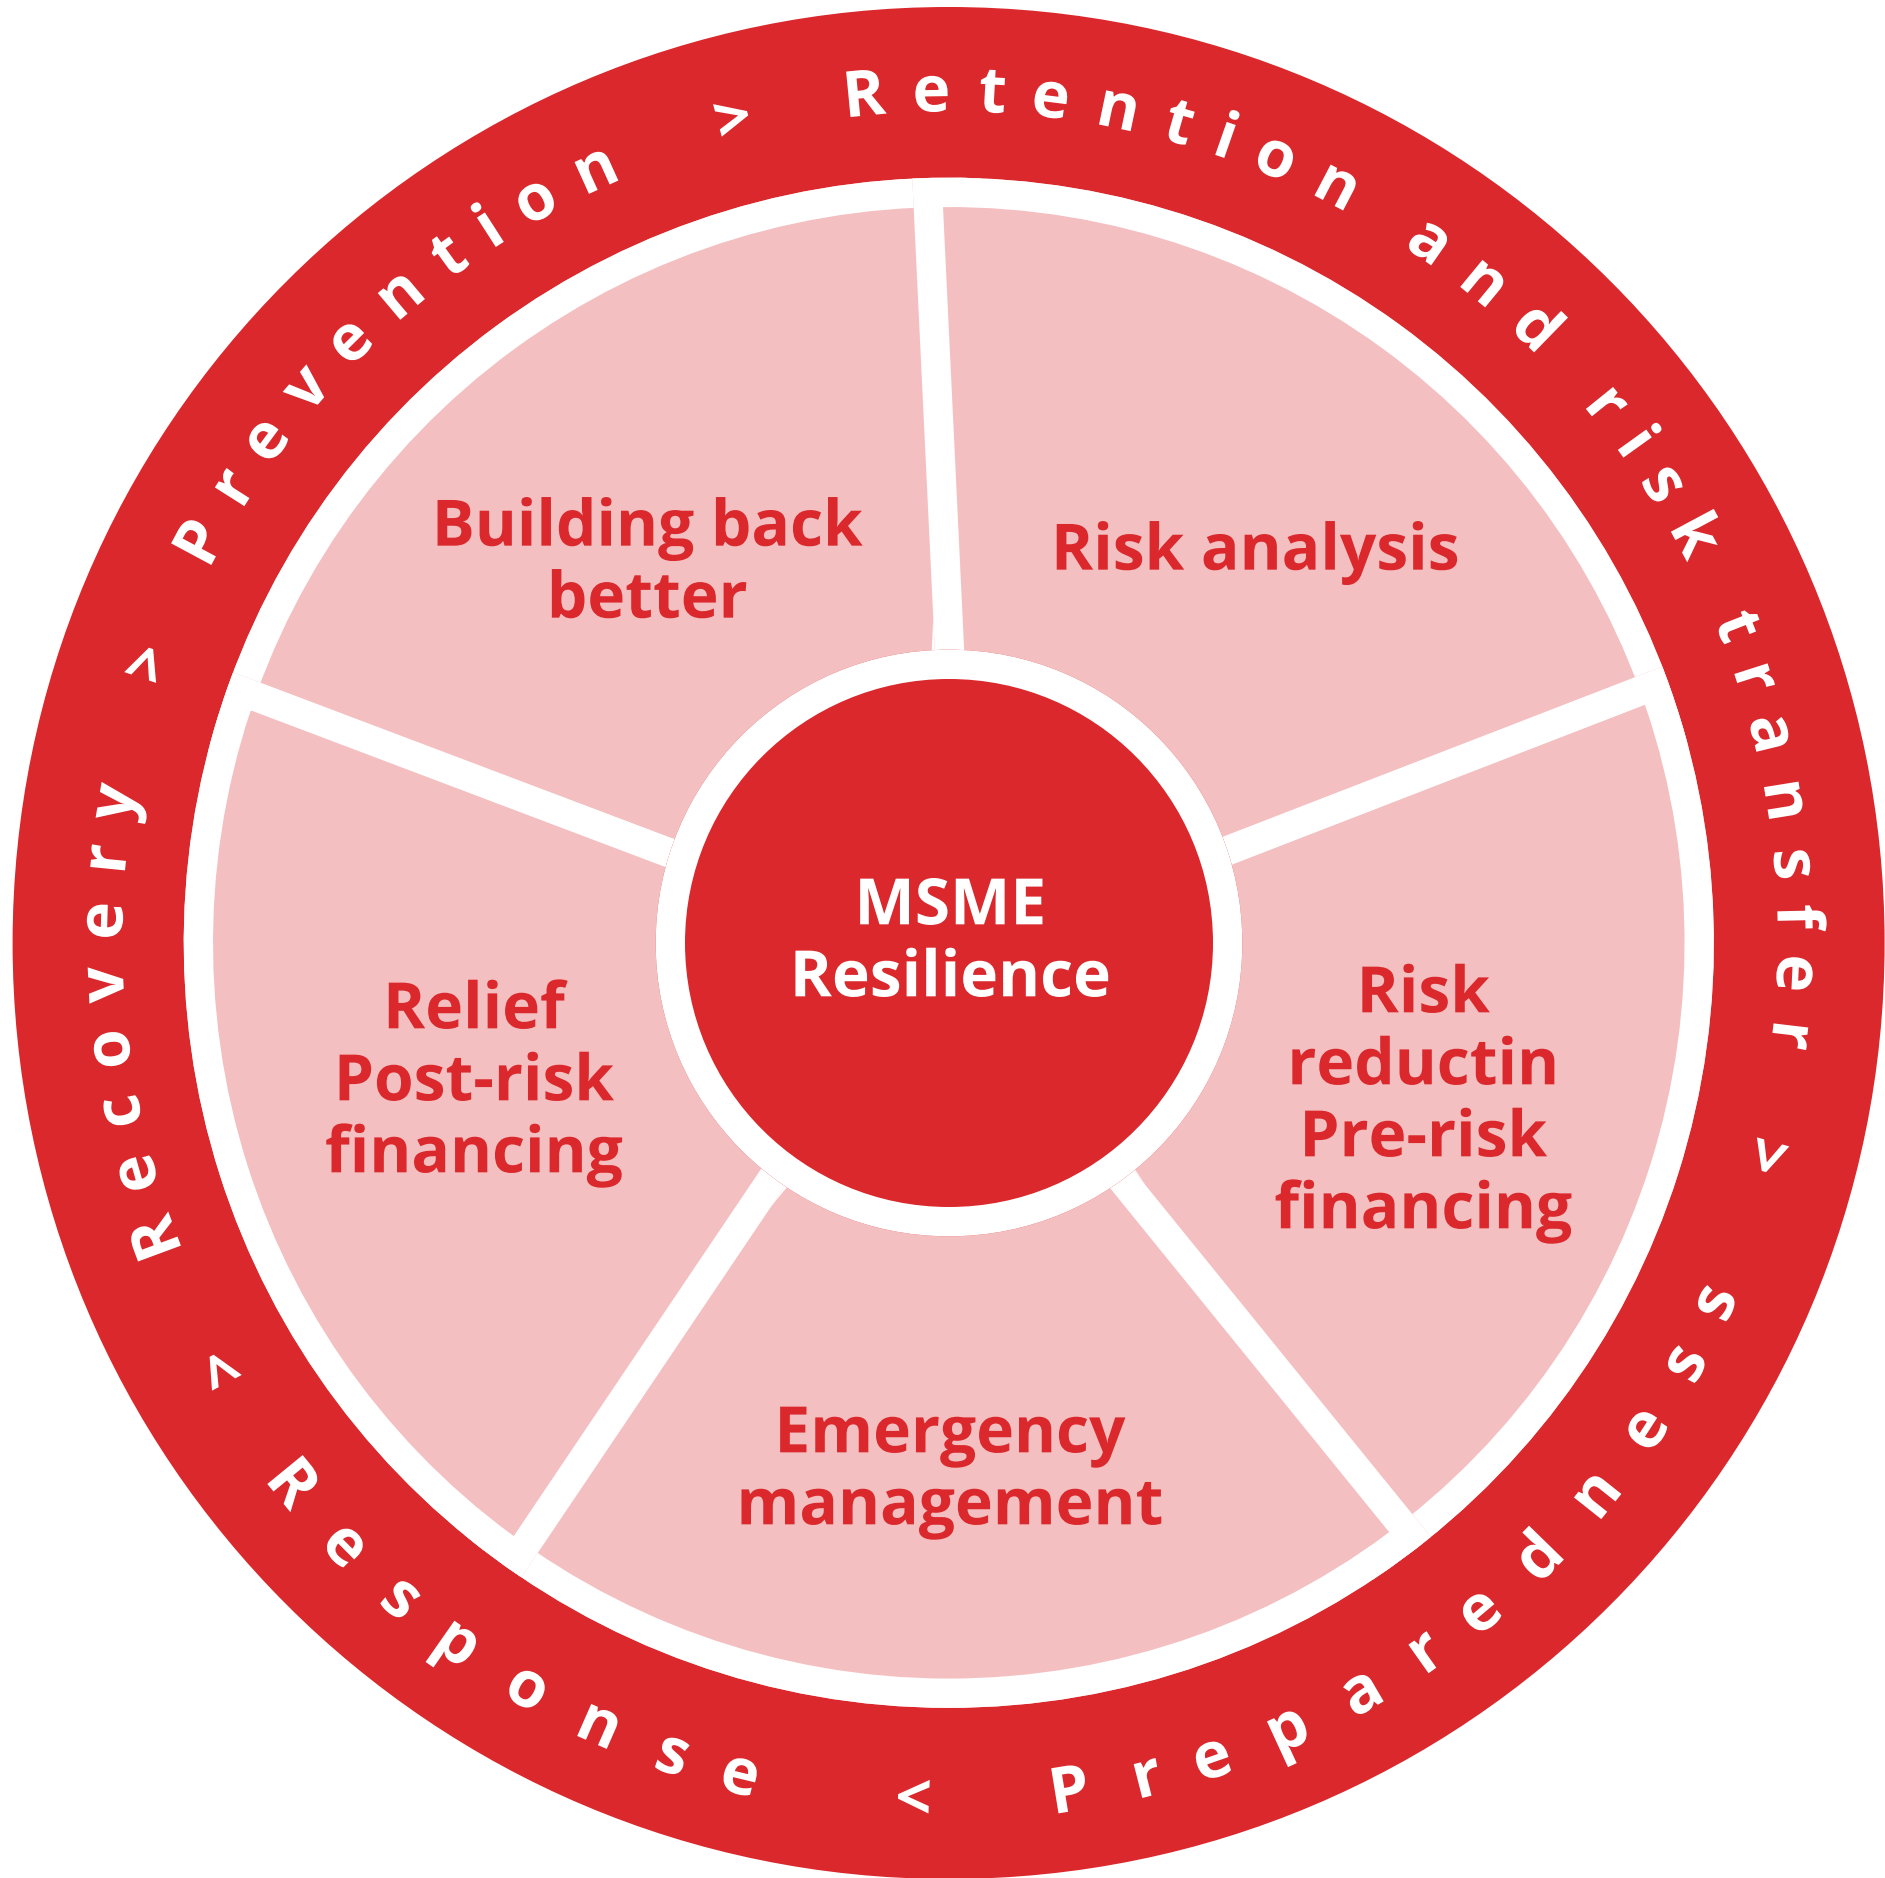 Prevention > Retention and risk transfer >
Preparedness < Response >
Recovery >
Building back
better
Risk analysis
MSME
Resilience
Relief
Post-risk
financing
Risk
reductin
Pre-risk
financing
Emergency
management